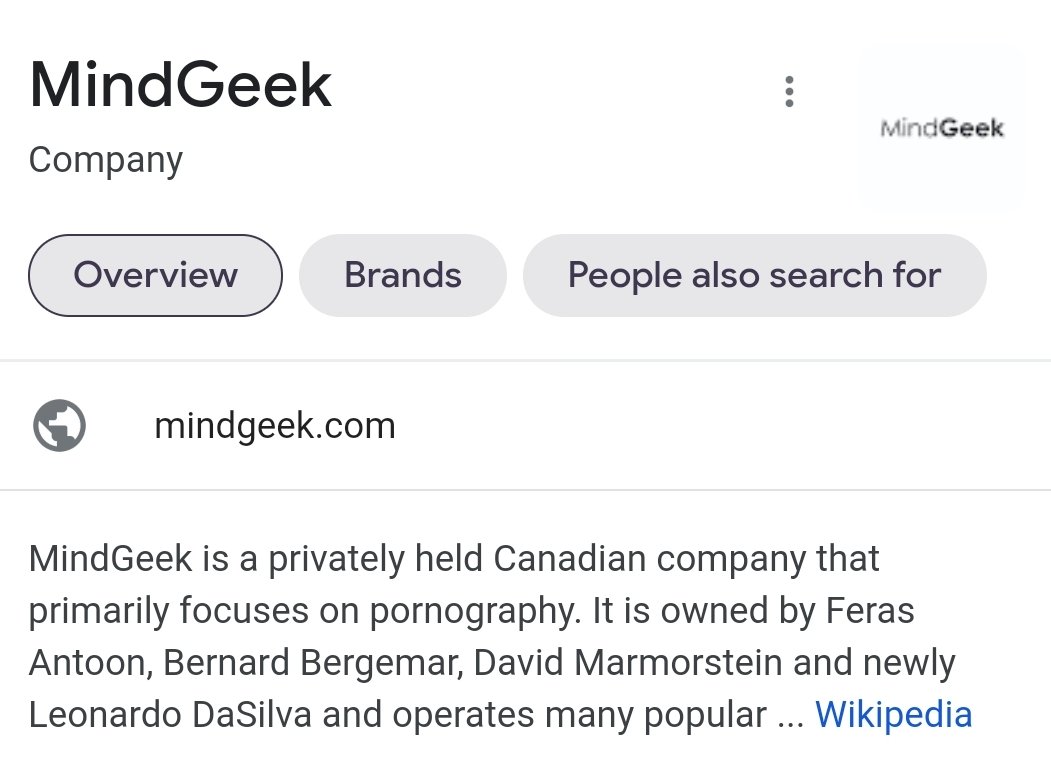 MindGeek
MindGeek
Company
Overview
Brands
People also search for
mindgeek.com
MindGeek is a privately held Canadian company that
primarily focuses on pornography. It is owned by Feras
Antoon, Bernard Bergemar, David Marmorstein and newly
Leonardo DaSilva and operates many popular ... Wikipedia